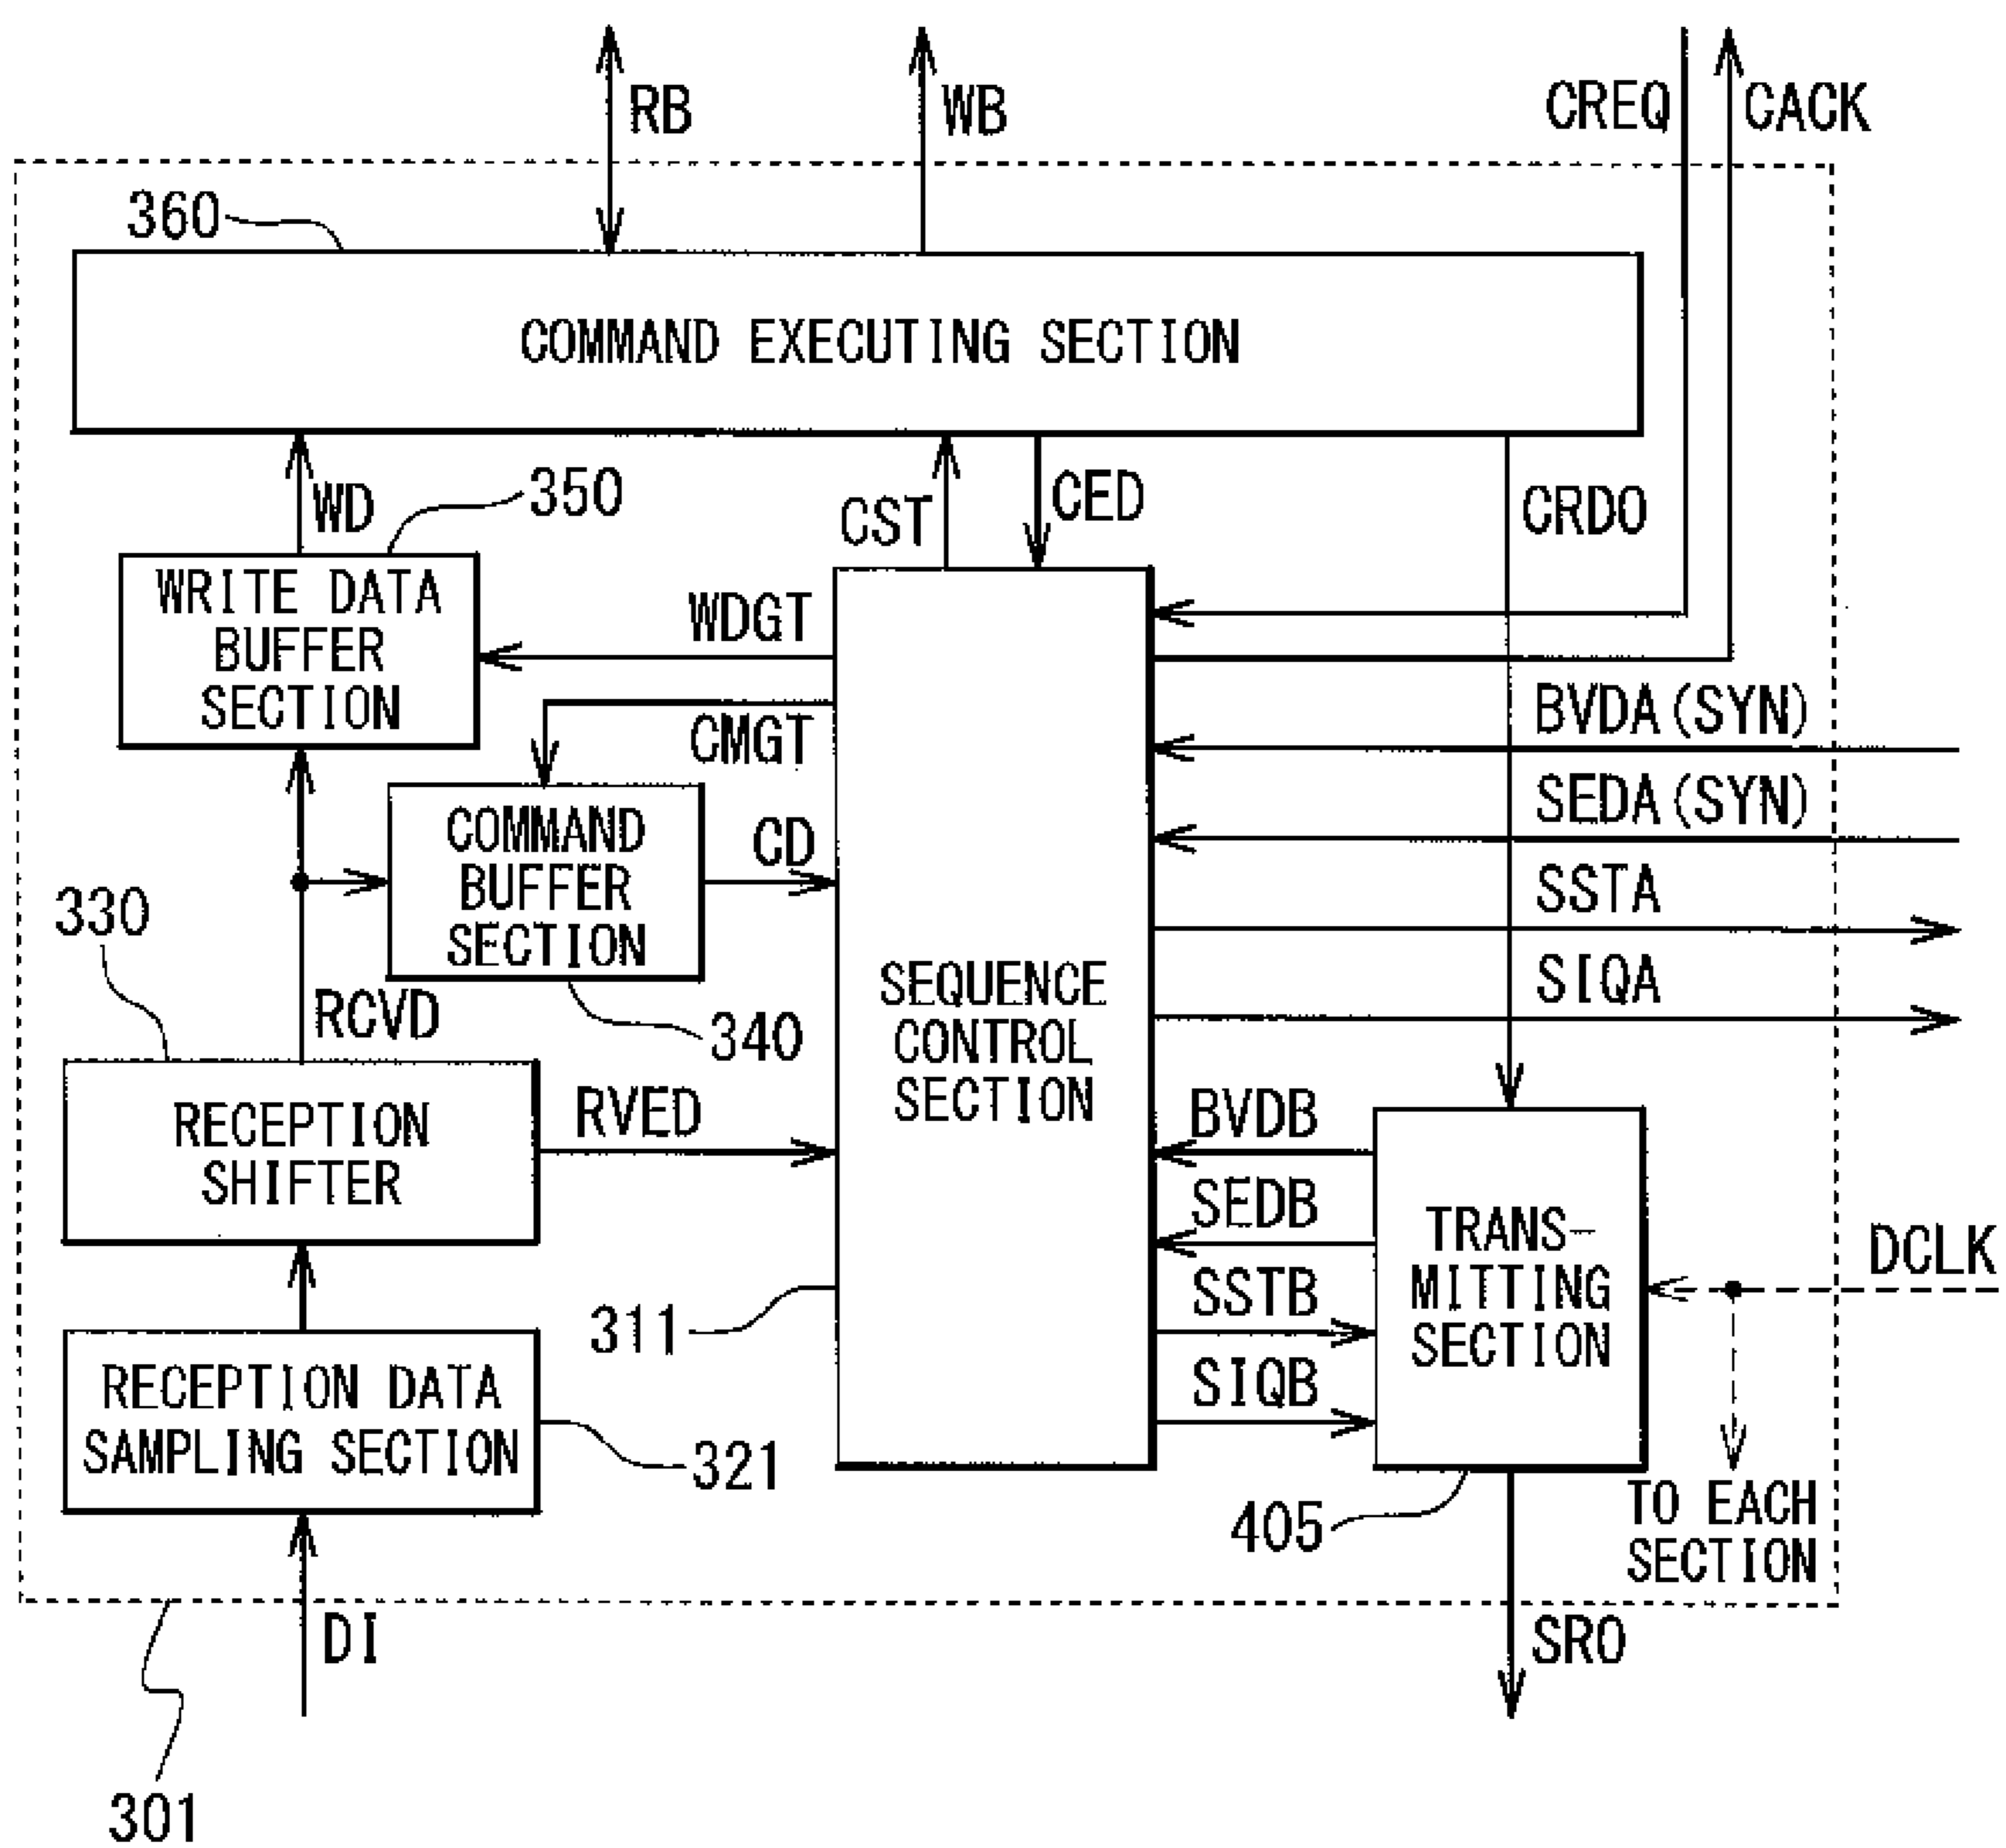 RB
WB
CREQ
CACK
360
COMMAND EXECUTING SECTION
WD
350
CST
CED
CRDO
WRITE DATA
BUFFER
SECTION
WDGT
CMGT
BVDA(SYN)
SEDA(SYN)
COMMAND
BUFFER
SECTION
CD
SSTA
330
SIQA
RCVD
340
SEQUENCE
CONTROL
SECTION
RECEPTION
SHIFTER
RVED
BVDB
SEDB
SSTB
SIQB
TRANS-
MITTING
SECTION
DCLK
311
RECEPTION DATA
SAMPLING SECTION
321
405
TO EACH
SECTION
DI
SRO
301